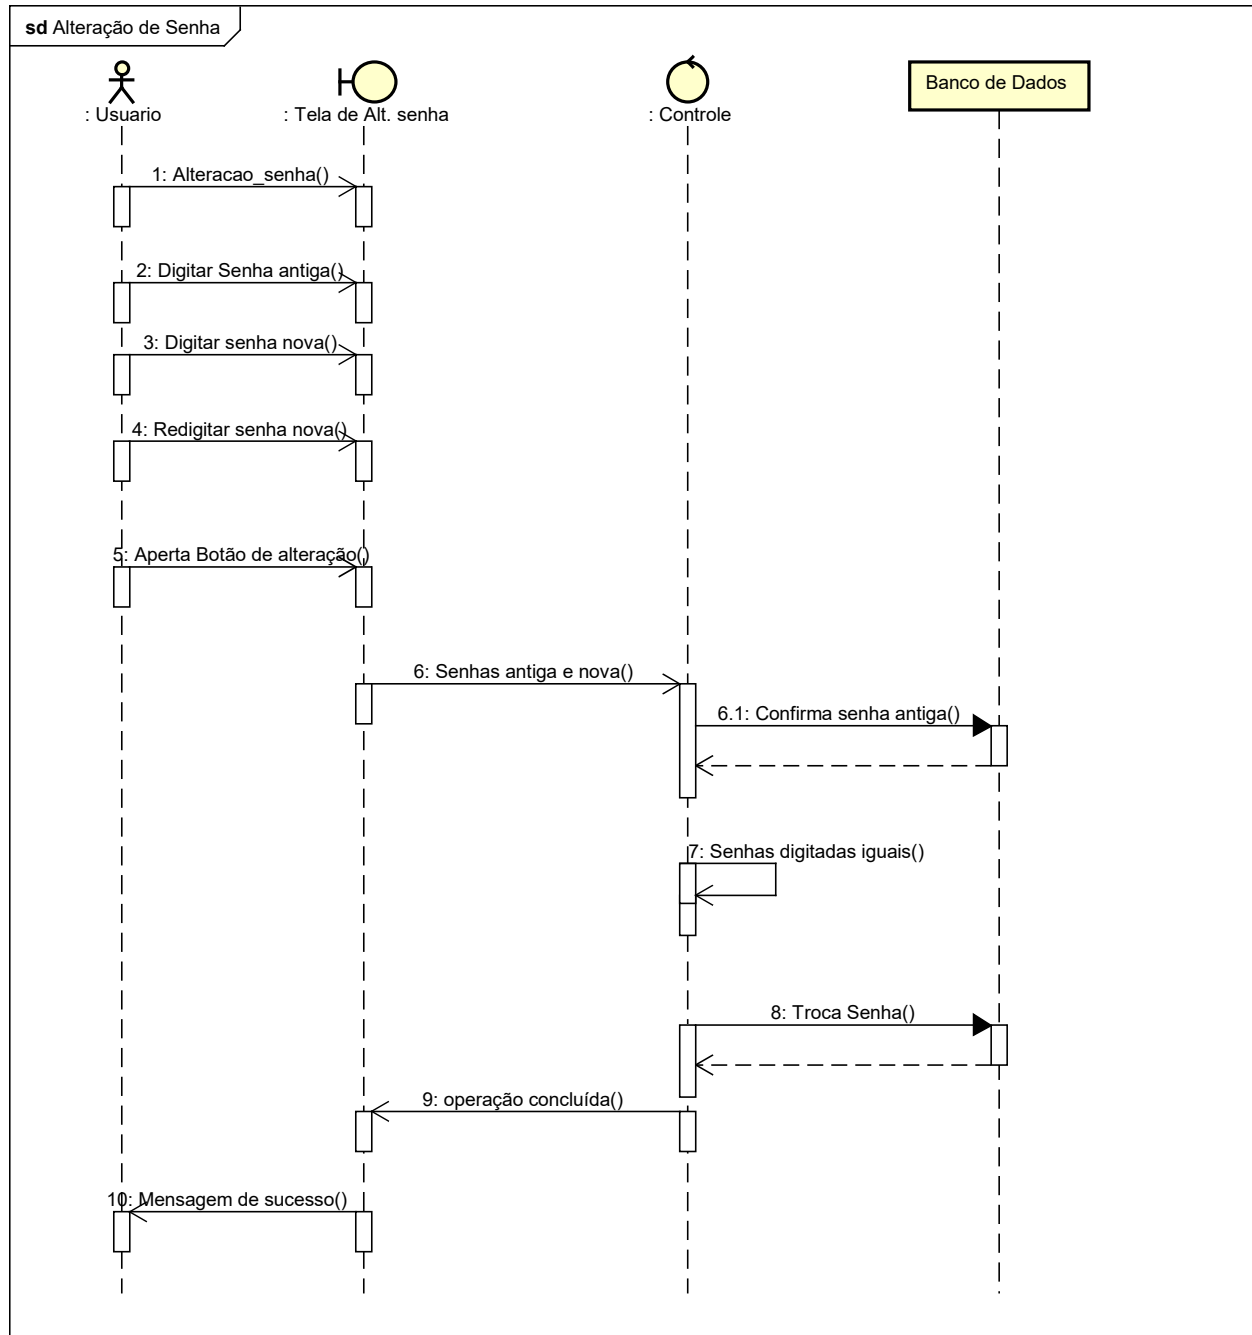 sd Alteração de Senha
: Usuario
: Tela de Alt. senha
: Controle
Banco de Dados
1: Alteracao_senha()
2: Digitar Senha antiga()
3: Digitar senha nova()
4: Redigitar senha nova()
5: Aperta Botão de alteração()
6: Senhas antiga e nova()
6.1: Confirma senha antiga()
7: Senhas digitadas iguais()
8: Troca Senha()
9: operação concluída()
10: Mensagem de sucesso()